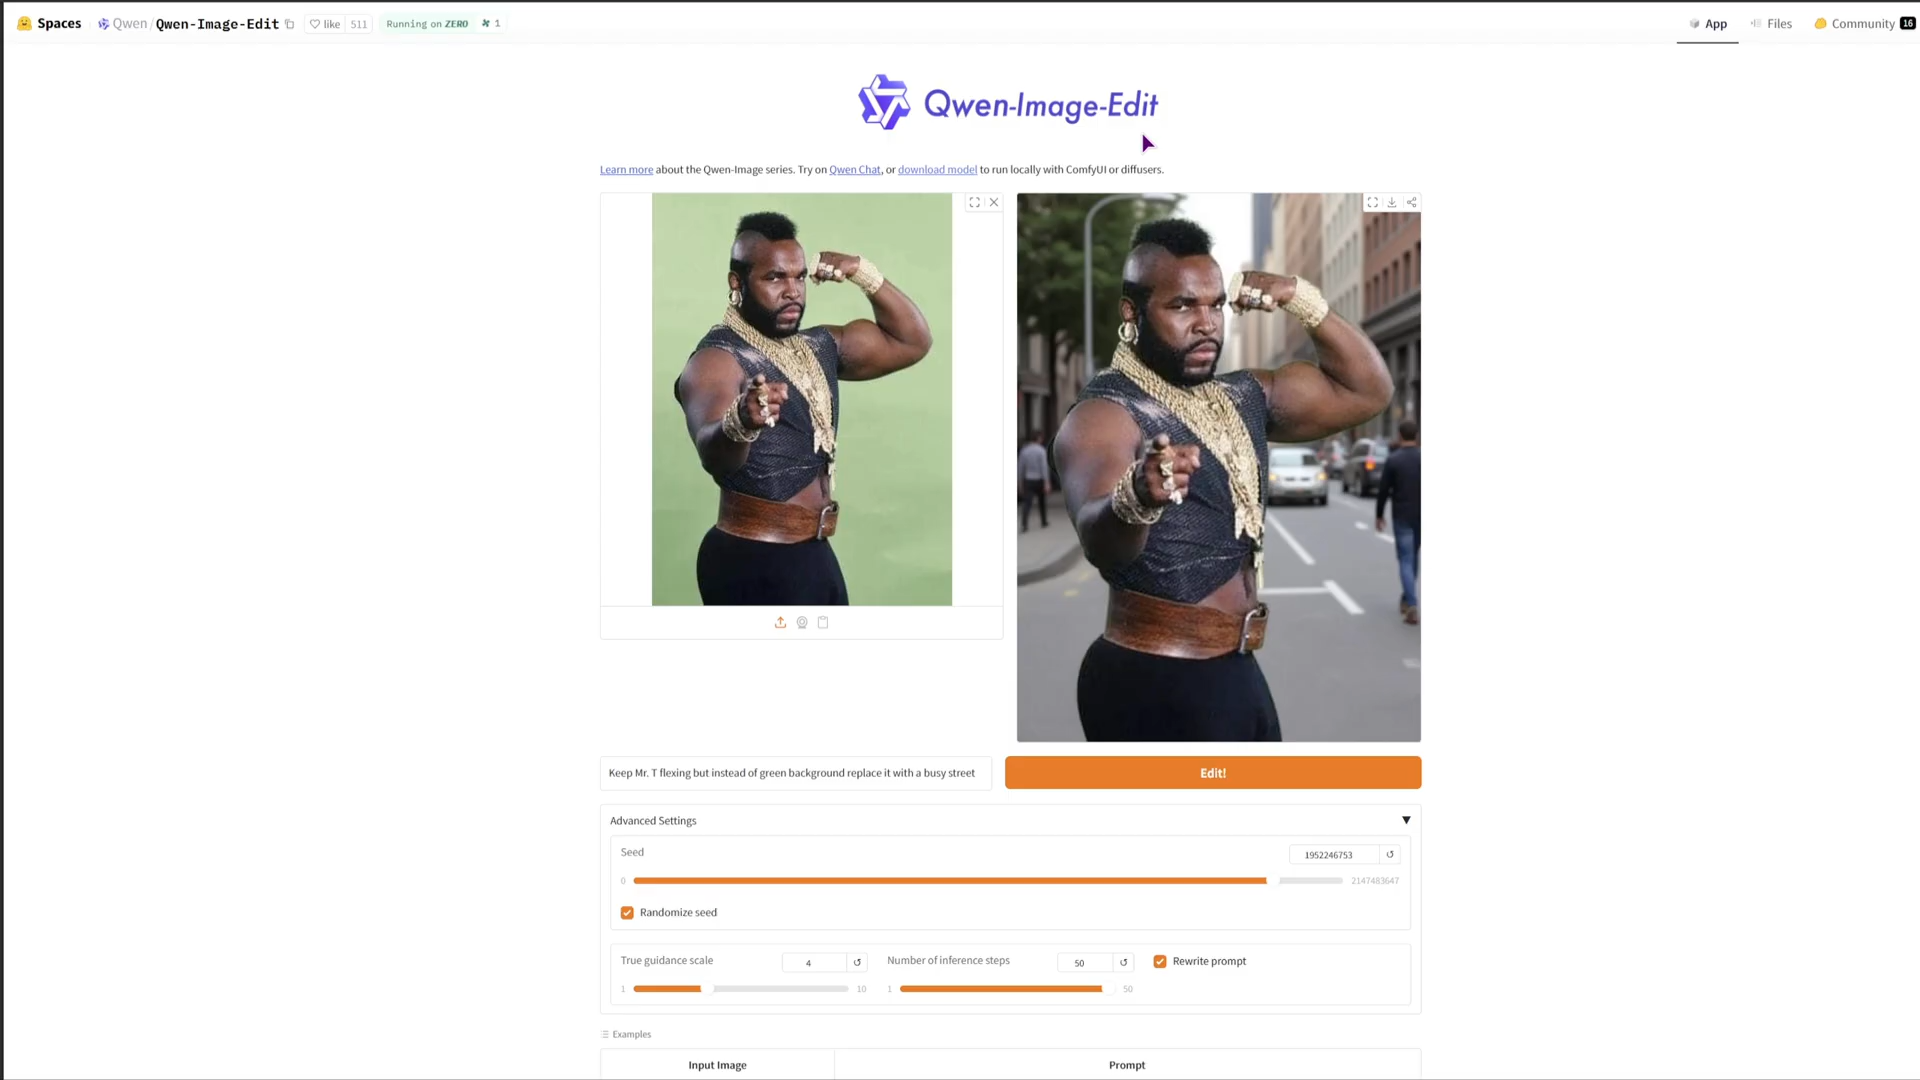 Spaces
Qwen/Qwen-Image-Edit
like 511
Running on ZERO
1
App
Files
Community 16
Qwen-Image-Edit
Learn more about the Qwen-Image series. Try on Qwen Chat, or download model to run locally with ComfyUI or diffusers.
Keep Mr. T flexing but instead of green background replace it with a busy street
Edit!
Advanced Settings
Seed
1952246753
0
2147483647
Randomize seed
True guidance scale
4
1
10
Number of inference steps
50
1
50
Rewrite prompt
Examples
Input Image
Prompt